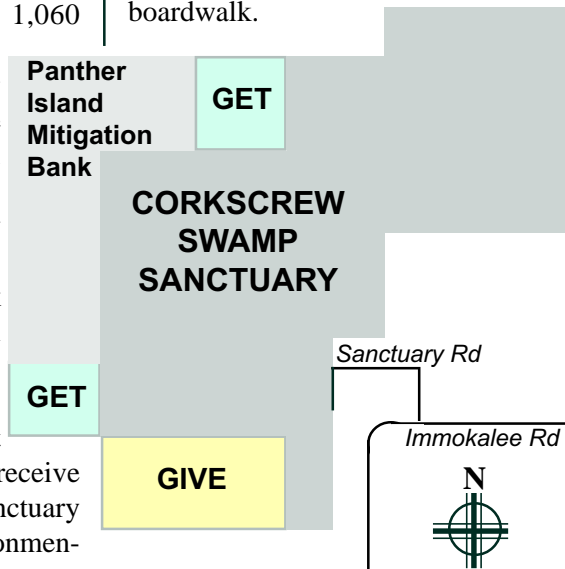 1,060
boardwalk.
Panther
Island
Mitigation
Bank
GET
CORKSCREW
SWAMP
SANCTUARY
Sanctuary Rd
GET
Immokalee Rd
receive
GIVE
N
nctuary
onmen-